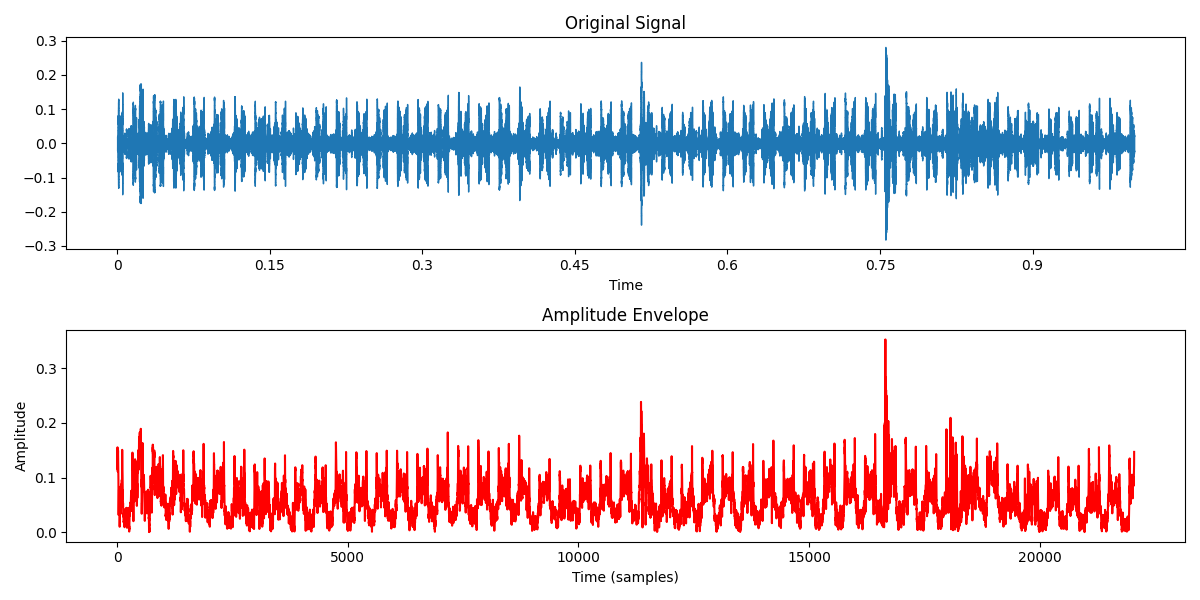 Original Signal
0.3
0.2
0.1
0.0
−0.1
−0.2
−0.3
0 0.15 0.3 0.45 0.6 0.75 0.9
Time
Amplitude Envelope
Amplitude
0.3
0.2
0.1
0.0
0 5000 10000 15000 20000
Time (samples)